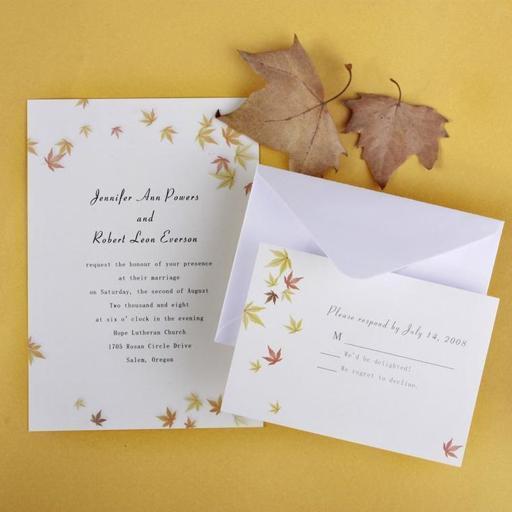 Jennifer Ann Powers
and
Robert Leon Everson
request the honour of your presence
at their marriage
on Saturday, the second of August
Two thousand and eight
at six o' clock in the evening
Hope Lutheran Church
1705 Rosan Circle Drive
Salem, Oregon
Please respond by July 14, 2008
M
We'd be delighted!
We regret to decline.